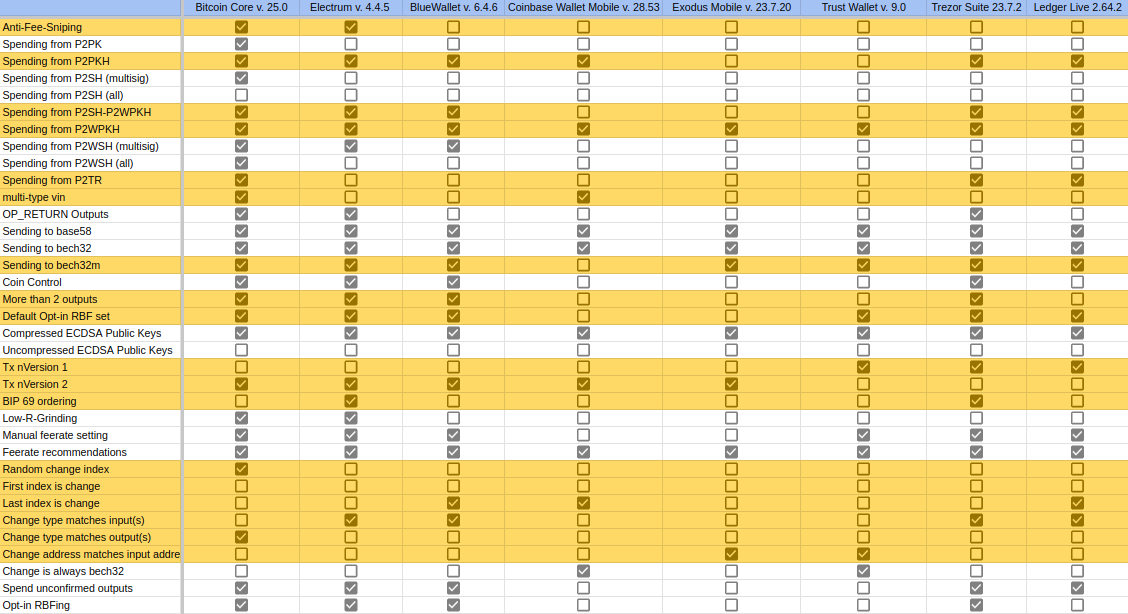 Bitcoin Core v. 25.0 Electrum v. 4.4.5 BlueWallet v. 6.4.6 Coinbase Wallet Mobile v. 28.53 Exodus Mobile v. 23.7.20 Trust Wallet v. 9.0 Trezor Suite 23.7.2 Ledger Live 2.64.2
Anti-Fee-Sniping
Spending from P2PK
Spending from P2PKH
Spending from P2SH (multisig)
Spending from P2SH (all)
Spending from P2SH-P2WPKH
Spending from P2WPKH
Spending from P2WSH (multisig)
Spending from P2WSH (all)
Spending from P2TR
multi-type vin
OP_RETURN Outputs
Sending to base58
Sending to bech32
Sending to bech32m
Coin Control
More than 2 outputs
Default Opt-in RBF set
Compressed ECDSA Public Keys
Uncompressed ECDSA Public Keys
Tx nVersion 1
Tx nVersion 2
BIP 69 ordering
Low-R-Grinding
Manual feerate setting
Feerate recommendations
Random change index
First index is change
Last index is change
Change type matches input(s)
Change type matches output(s)
Change address matches input addre
Change is always bech32
Spend unconfirmed outputs
Opt-in RBFing